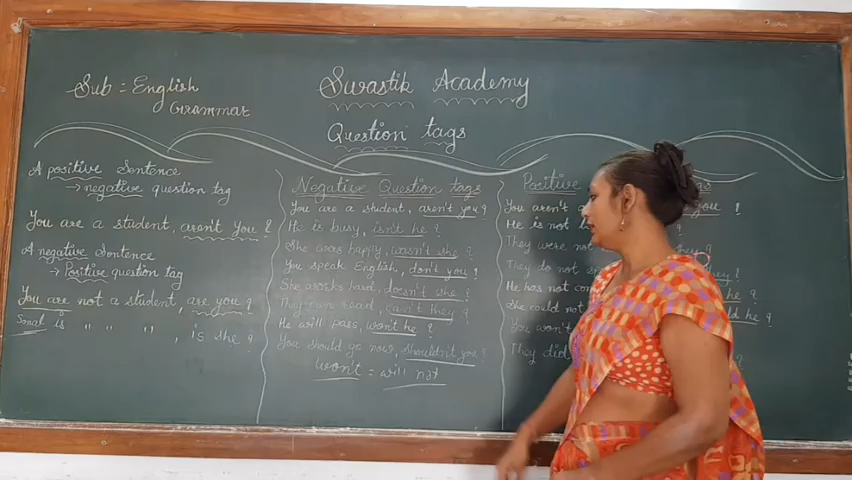 Sub = English
Grammar
Swastik Academy
Question tags
A positive Sentence
→ negative question tag
You are a student, aren't you?
A negative Sentence
→ Positive question tag
You are not a student, are you?
Sonal is " " " , is she?
Negative Question tags
You are a student, aren't you?
He is busy, isn't he?
She was happy, wasn't she?
You speak English, don't you?
She works hard, doesn't she?
They can read, can't they?
He will pass, won't he?
You should go now, shouldn't you?
won't = will not
Positive
You aren't you?
He is not
They were not they?
They do not they?
He has not he?
She could not he?
You won't
They did